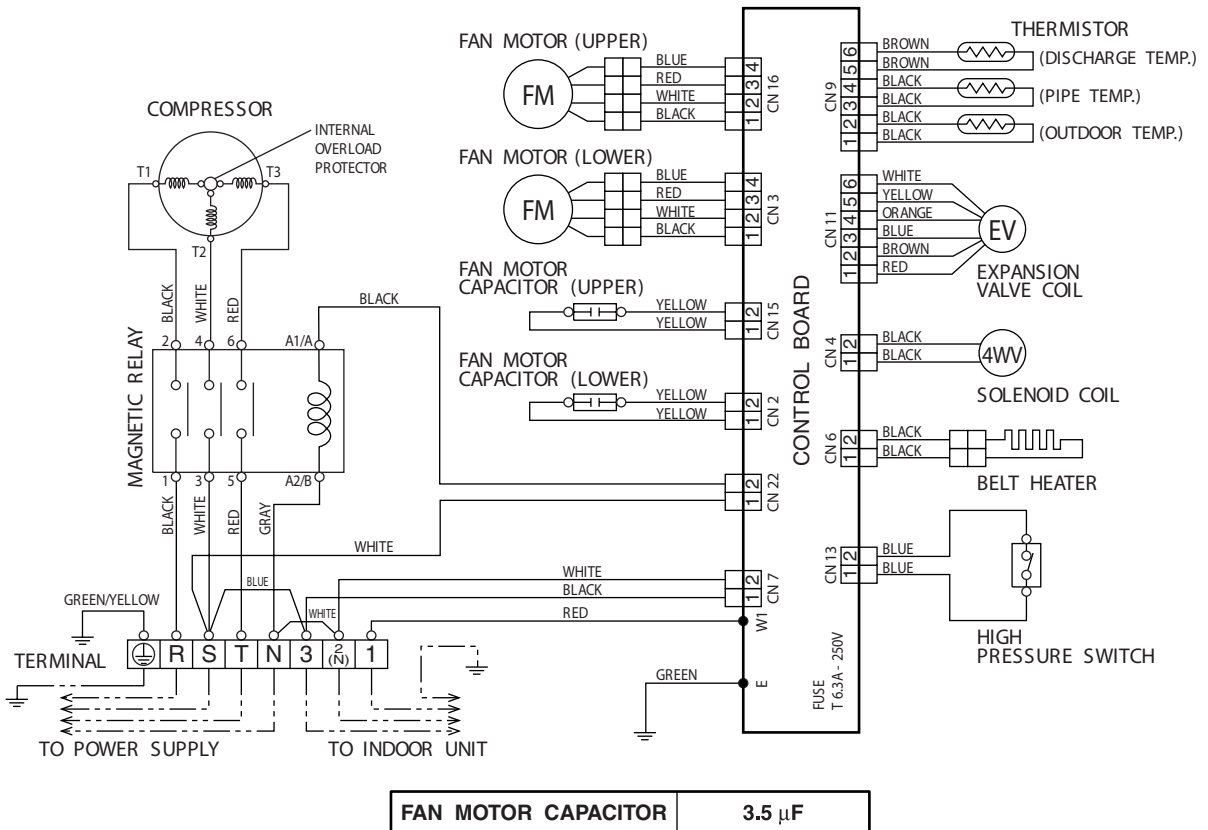 FAN MOTOR (UPPER)
FM
BLUE
RED
WHITE
BLACK
4
3
2
1
CN 16
FAN MOTOR (LOWER)
FM
BLUE
RED
WHITE
BLACK
4
3
2
1
CN 3
FAN MOTOR
CAPACITOR (UPPER)
YELLOW
YELLOW
2
1
CN 15
FAN MOTOR
CAPACITOR (LOWER)
YELLOW
YELLOW
2
1
CN 2
COMPRESSOR
INTERNAL
OVERLOAD
PROTECTOR
T1
T3
T2
BLACK
WHITE
RED
BLACK
MAGNETIC RELAY
2
4
6
A1/A
1
3
5
A2/B
BLACK
WHITE
RED
GRAY
WHITE
2
1
CN 22
BLUE
WHITE
WHITE
BLACK
2
1
CN 7
RED
W1
GREEN
E
GREEN/YELLOW
TERMINAL
R
S
T
N
3
2
(N)
1
TO POWER SUPPLY
TO INDOOR UNIT
CONTROL BOARD
FUSE
T 6.3A - 250V
THERMISTOR
6
5
4
3
2
1
CN 9
BROWN
BROWN
(DISCHARGE TEMP.)
BLACK
BLACK
(PIPE TEMP.)
BLACK
BLACK
(OUTDOOR TEMP.)
6
5
4
3
2
1
CN 11
WHITE
YELLOW
ORANGE
BLUE
BROWN
RED
EV
EXPANSION
VALVE COIL
2
1
CN 4
BLACK
BLACK
4WV
SOLENOID COIL
2
1
CN 6
BLACK
BLACK
BELT HEATER
2
1
CN 13
BLUE
BLUE
HIGH
PRESSURE SWITCH
FAN MOTOR CAPACITOR 3.5 μF